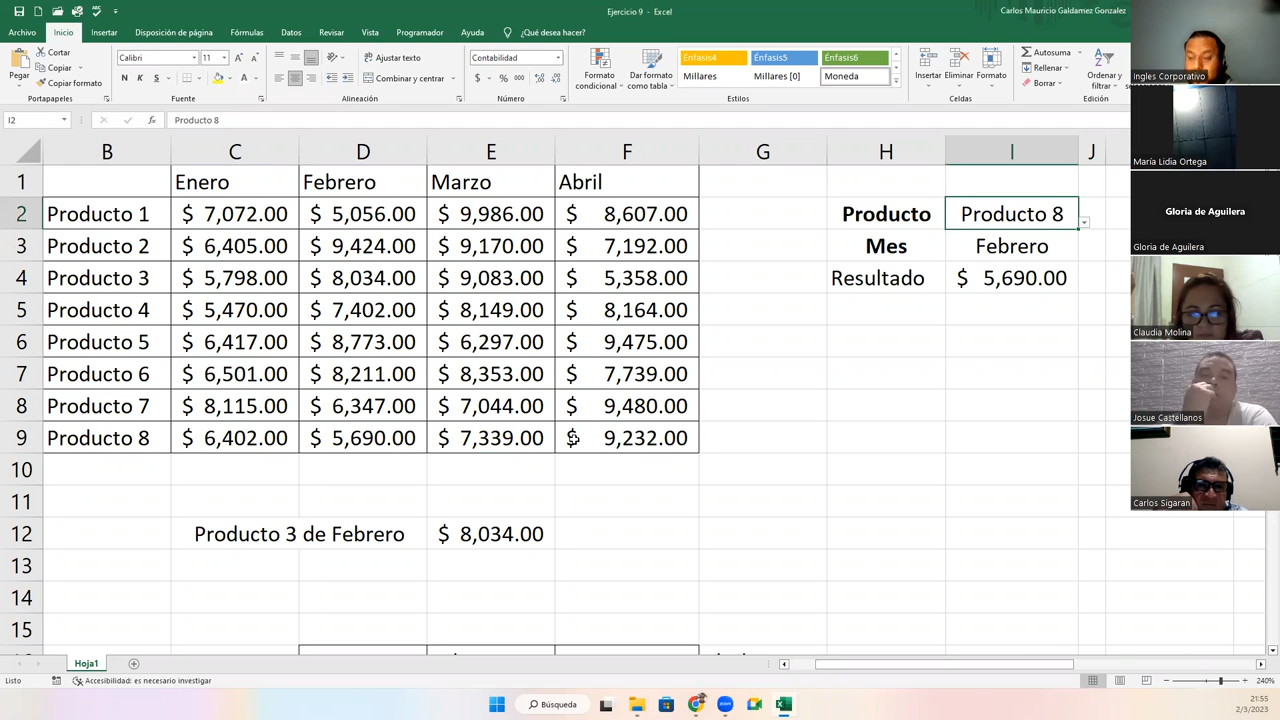 Ejercicio 9 - Excel
Carlos Mauricio Galdamez Gonzalez
Archivo Inicio Insertar Disposición de página Fórmulas Datos Revisar Vista Programador Ayuda ¿Qué desea hacer?
Pegar
Cortar
Copiar
Copiar formato
Portapapeles
Calibri 11
N K S
Fuente
Ajustar texto
Combinar y centrar
Alineación
Contabilidad
$ % 000
Número
Formato condicional
Dar formato como tabla
Énfasis4 Énfasis5 Énfasis6
Millares Millares [0] Moneda
Estilos
Insertar Eliminar Formato
Celdas
Autosuma
Rellenar
Borrar
Ordenar y filtrar
Edición
I2 fx Producto 8
B C D E F G H I J
1 Enero Febrero Marzo Abril
2 Producto 1 $ 7,072.00 $ 5,056.00 $ 9,986.00 $ 8,607.00 Producto Producto 8
3 Producto 2 $ 6,405.00 $ 9,424.00 $ 9,170.00 $ 7,192.00 Mes Febrero
4 Producto 3 $ 5,798.00 $ 8,034.00 $ 9,083.00 $ 5,358.00 Resultado $ 5,690.00
5 Producto 4 $ 5,470.00 $ 7,402.00 $ 8,149.00 $ 8,164.00
6 Producto 5 $ 6,417.00 $ 8,773.00 $ 6,297.00 $ 9,475.00
7 Producto 6 $ 6,501.00 $ 8,211.00 $ 8,353.00 $ 7,739.00
8 Producto 7 $ 8,115.00 $ 6,347.00 $ 7,044.00 $ 9,480.00
9 Producto 8 $ 6,402.00 $ 5,690.00 $ 7,339.00 $ 9,232.00
10
11
12 Producto 3 de Febrero $ 8,034.00
13
14
15
Hoja1
Listo Accesibilidad: es necesario investigar
240%
Búsqueda
21:55
2/3/2023
Ingles Corporativo
María Lidia Ortega
Gloria de Aguilera
Gloria de Aguilera
Claudia Molina
Josue Castellanos
Carlos Sigaran